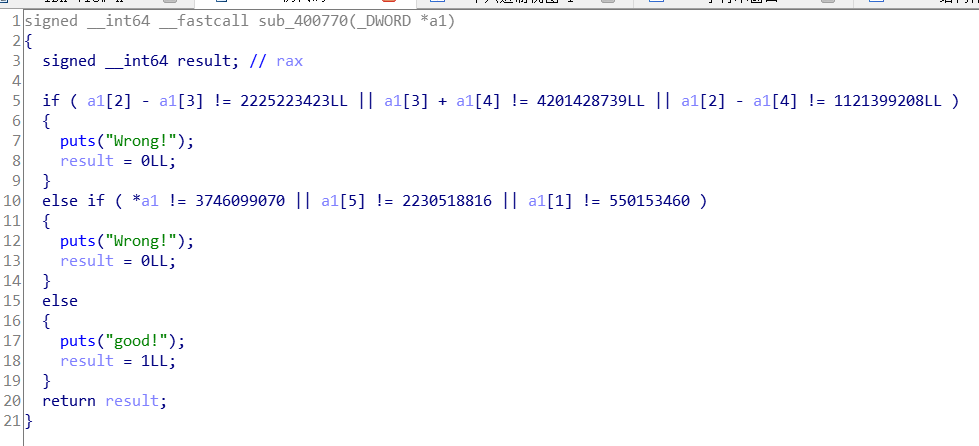 1 signed __int64 __fastcall sub_400770(_DWORD *a1)
2 {
3   signed __int64 result; // rax
4
5   if ( a1[2] - a1[3] != 2225223423LL || a1[3] + a1[4] != 4201428739LL || a1[2] - a1[4] != 1121399208LL )
6   {
7     puts("Wrong!");
8     result = 0LL;
9   }
10   else if ( *a1 != 3746099070 || a1[5] != 2230518816 || a1[1] != 550153460 )
11   {
12     puts("Wrong!");
13     result = 0LL;
14   }
15   else
16   {
17     puts("good!");
18     result = 1LL;
19   }
20   return result;
21 }